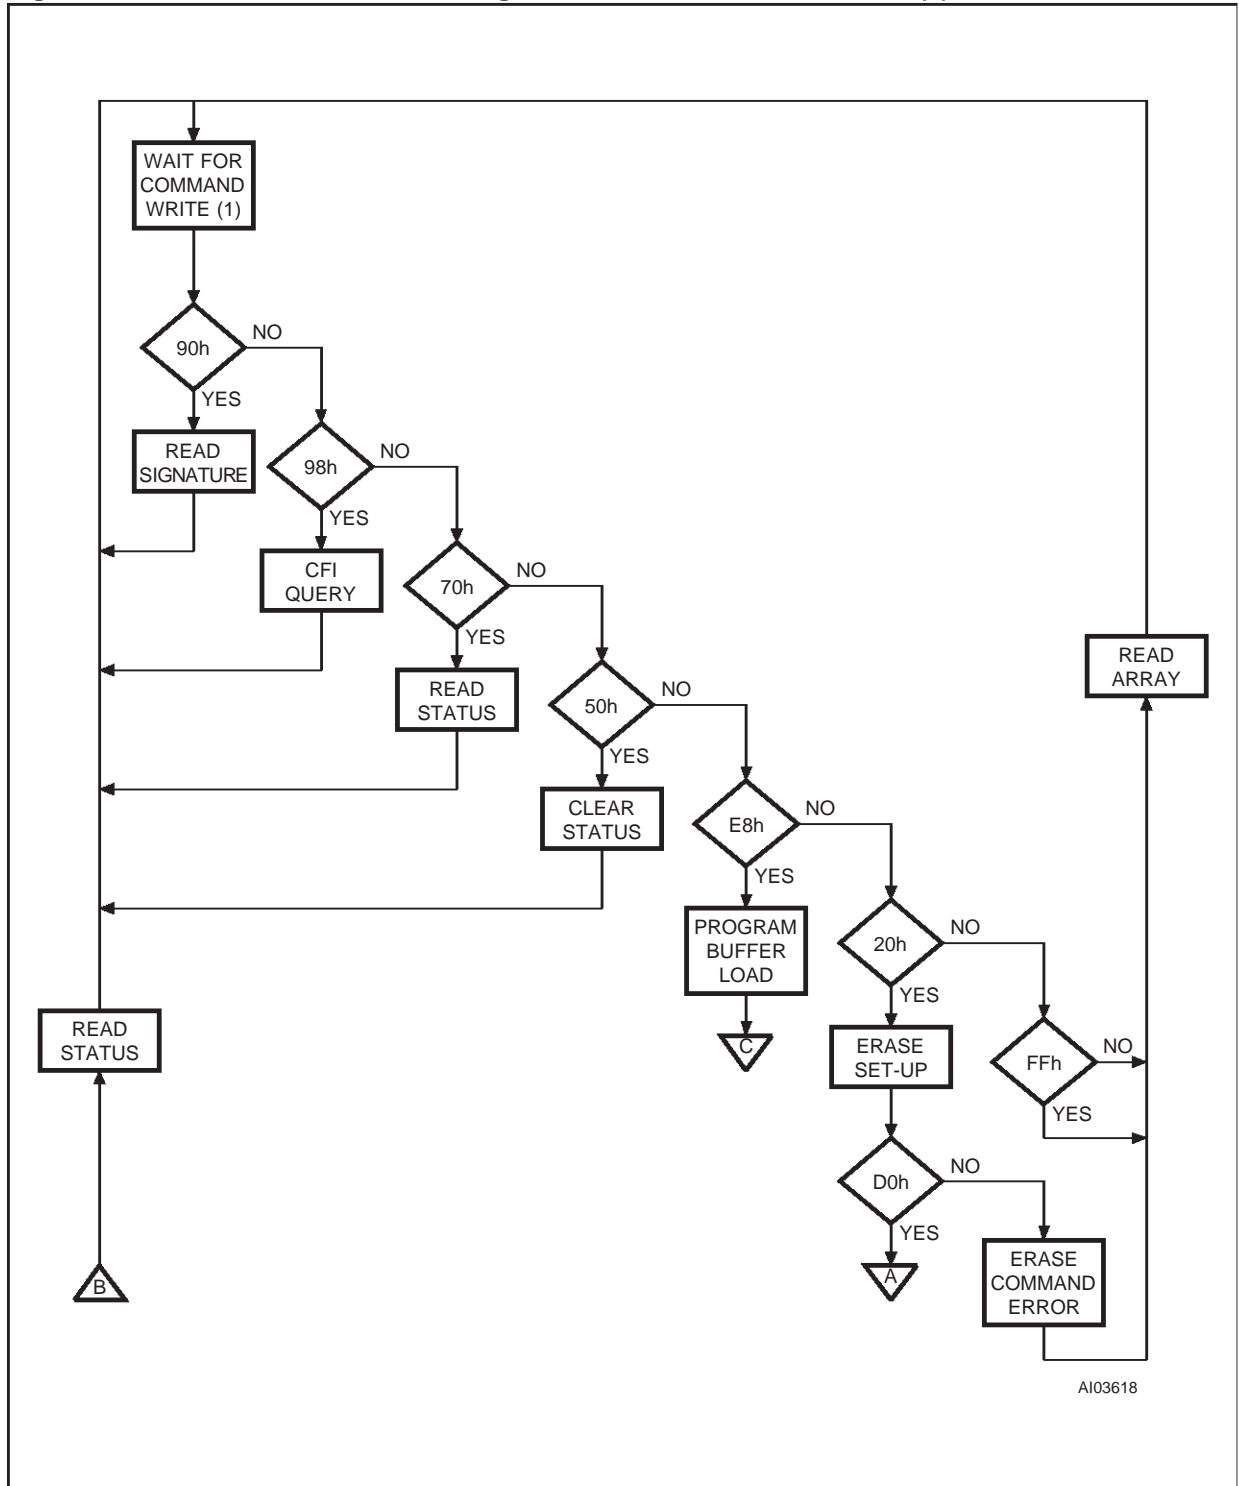 WAIT FOR
COMMAND
WRITE (1)
90h
NO
YES
READ
SIGNATURE
98h
NO
YES
CFI
QUERY
70h
NO
YES
READ
STATUS
50h
NO
YES
CLEAR
STATUS
E8h
NO
YES
PROGRAM
BUFFER
LOAD
C
20h
NO
YES
ERASE
SET-UP
FFh
NO
YES
D0h
NO
YES
A
ERASE
COMMAND
ERROR
READ
ARRAY
READ
STATUS
B
AI03618